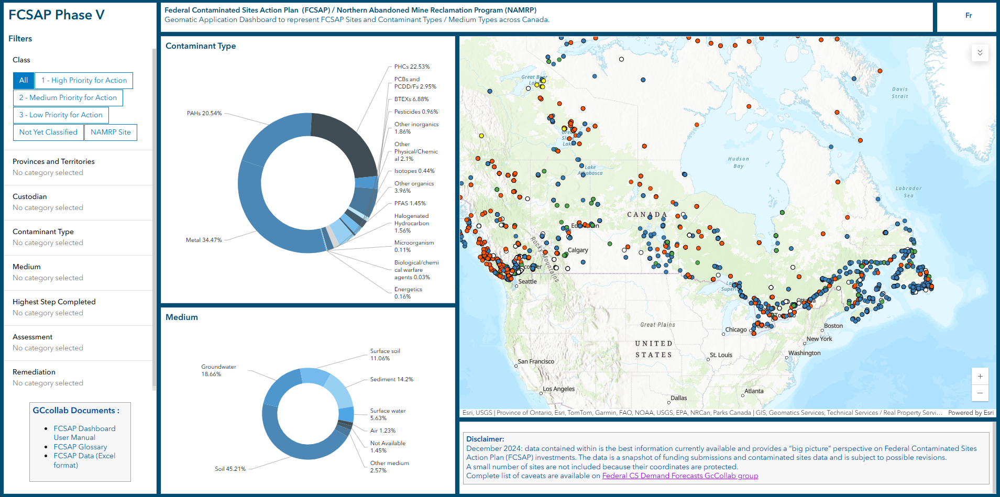 FCSAP Phase V
Filters
Class
All
1 - High Priority for Action
2 - Medium Priority for Action
3 - Low Priority for Action
Not Yet Classified
NAMRP Site
Provinces and Territories
No category selected
Custodian
No category selected
Contaminant Type
No category selected
Medium
No category selected
Highest Step Completed
No category selected
Assessment
No category selected
Remediation
No category selected
GCcollab Documents :
FCSAP Dashboard
User Manual
FCSAP Glossary
FCSAP Data (Excel
format)
Federal Contaminated Sites Action Plan (FCSAP) / Northern Abandoned Mine Reclamation Program (NAMRP)
Geomatic Application Dashboard to represent FCSAP Sites and Contaminant Types / Medium Types across Canada.
Fr
Contaminant Type
PHCs 22.53%
PCBs and
PCDD/Fs 2.95%
BTEXs 6.88%
Pesticides 0.96%
Other inorganics
1.86%
Other
Physical/Chemic
al 2.1%
Isotopes 0.44%
Other organics
3.96%
PFAS 1.45%
Halogenated
Hydrocarbon
1.56%
Microorganism
0.11%
Biological/chemi
cal warfare
agents 0.03%
Energetics
0.16%
PAHs 20.54%
Metal 34.47%
Medium
Surface soil
11.06%
Groundwater
18.66%
Sediment 14.2%
Surface water
5.63%
Air 1.23%
Not Available
1.45%
Other medium
2.57%
Soil 45.21%
Great Bear
Davis
Strait
Hudson
Bay
Lake
Labrador
Sea
CANADA
Rocky Mountains
Calgary
Seattle
Great Plains
UNITED
STATES
Chicago
Boston
New York
Washington
St. Louis
San Francisco
Los Angeles
Atlanta
Dallas
+
−
Esri, USGS | Province of Ontario, Esri, TomTom, Garmin, FAO, NOAA, USGS, EPA, NRCan, Parks Canada | GIS, Geomatics Services, Technical Services / Real Property Servi...
Powered by Esri
Disclaimer:
December 2024: data contained within is the best information currently available and provides a “big picture” perspective on Federal Contaminated Sites
Action Plan (FCSAP) investments. The data is a snapshot of funding submissions and contaminated sites data and is subject to possible revisions.
A small number of sites are not included because their coordinates are protected.
Complete list of caveats are available on Federal CS Demand Forecasts GcCollab group